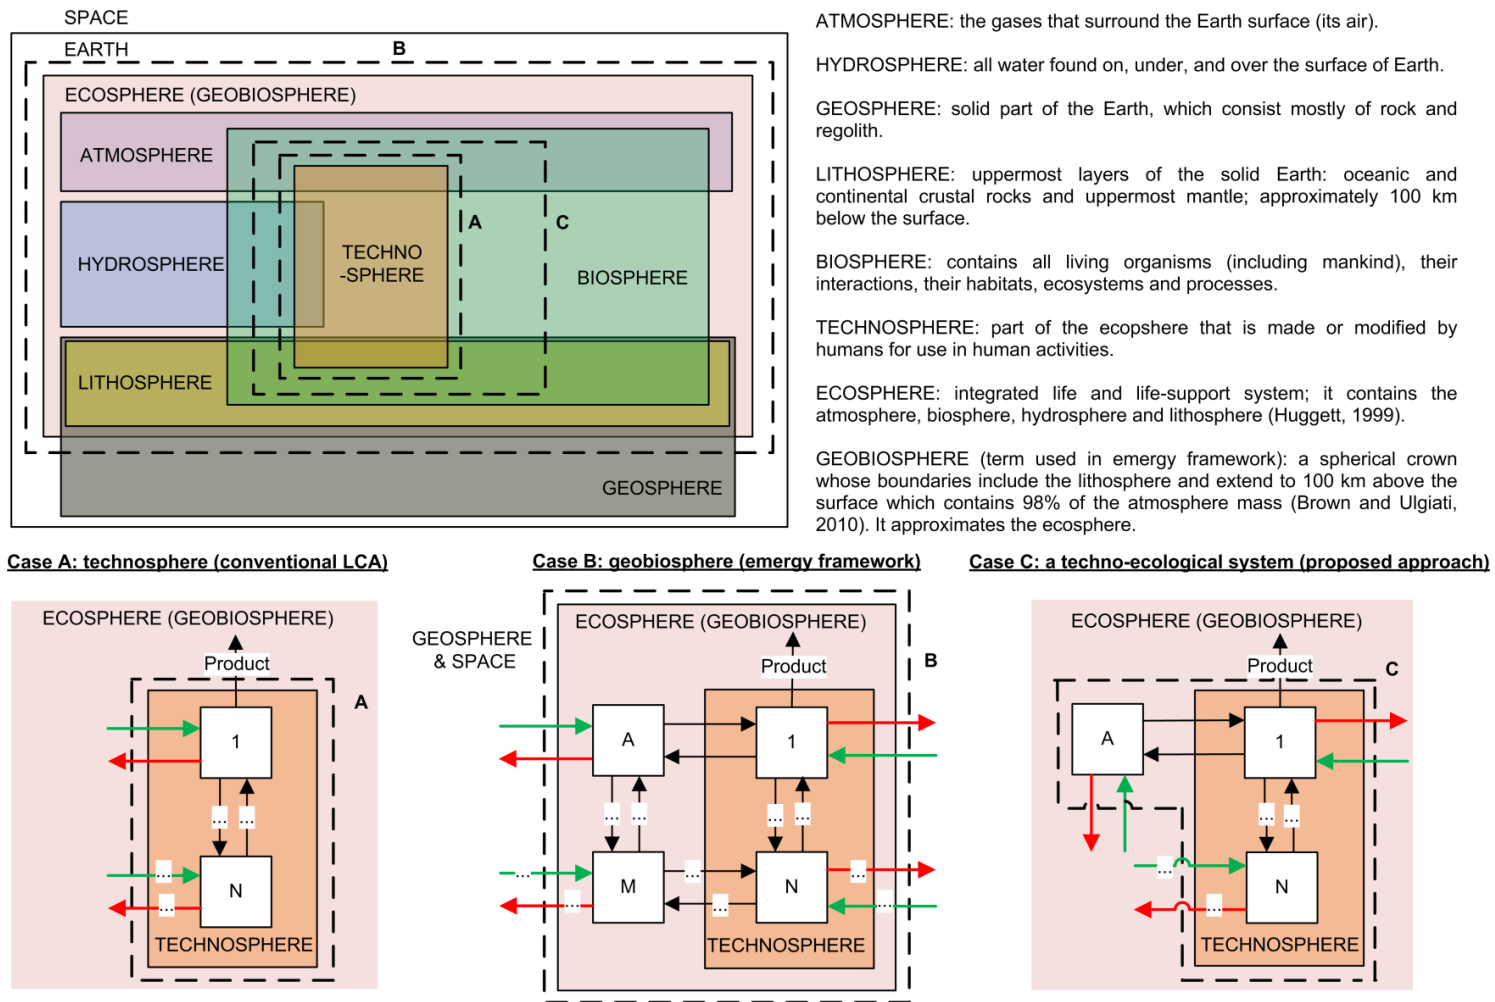 SPACE
EARTH
B
ECOSPHERE (GEOBIOSPHERE)
ATMOSPHERE
HYDROSPHERE
TECHNO
-SPHERE
A
C
BIOSPHERE
LITHOSPHERE
GEOSPHERE
ATMOSPHERE: the gases that surround the Earth surface (its air).
HYDROSPHERE: all water found on, under, and over the surface of Earth.
GEOSPHERE: solid part of the Earth, which consist mostly of rock and
regolith.
LITHOSPHERE: uppermost layers of the solid Earth: oceanic and
continental crustal rocks and uppermost mantle; approximately 100 km
below the surface.
BIOSPHERE: contains all living organisms (including mankind), their
interactions, their habitats, ecosystems and processes.
TECHNOSPHERE: part of the ecopshere that is made or modified by
humans for use in human activities.
ECOSPHERE: integrated life and life-support system; it contains the
atmosphere, biosphere, hydrosphere and lithosphere (Huggett, 1999).
GEOBIOSPHERE (term used in emergy framework): a spherical crown
whose boundaries include the lithosphere and extend to 100 km above the
surface which contains 98% of the atmosphere mass (Brown and Ulgiati,
2010). It approximates the ecosphere.
Case A: technosphere (conventional LCA)
ECOSPHERE (GEOBIOSPHERE)
Product
A
1
... ...
...
N
...
TECHNOSPHERE
Case B: geobiosphere (emergy framework)
GEOSPHERE
& SPACE
ECOSPHERE (GEOBIOSPHERE)
Product
B
A
1
... ... ... ...
M
N
... ... ...
... ... ...
TECHNOSPHERE
Case C: a techno-ecological system (proposed approach)
ECOSPHERE (GEOBIOSPHERE)
Product
C
A
1
... ...
...
N
...
TECHNOSPHERE